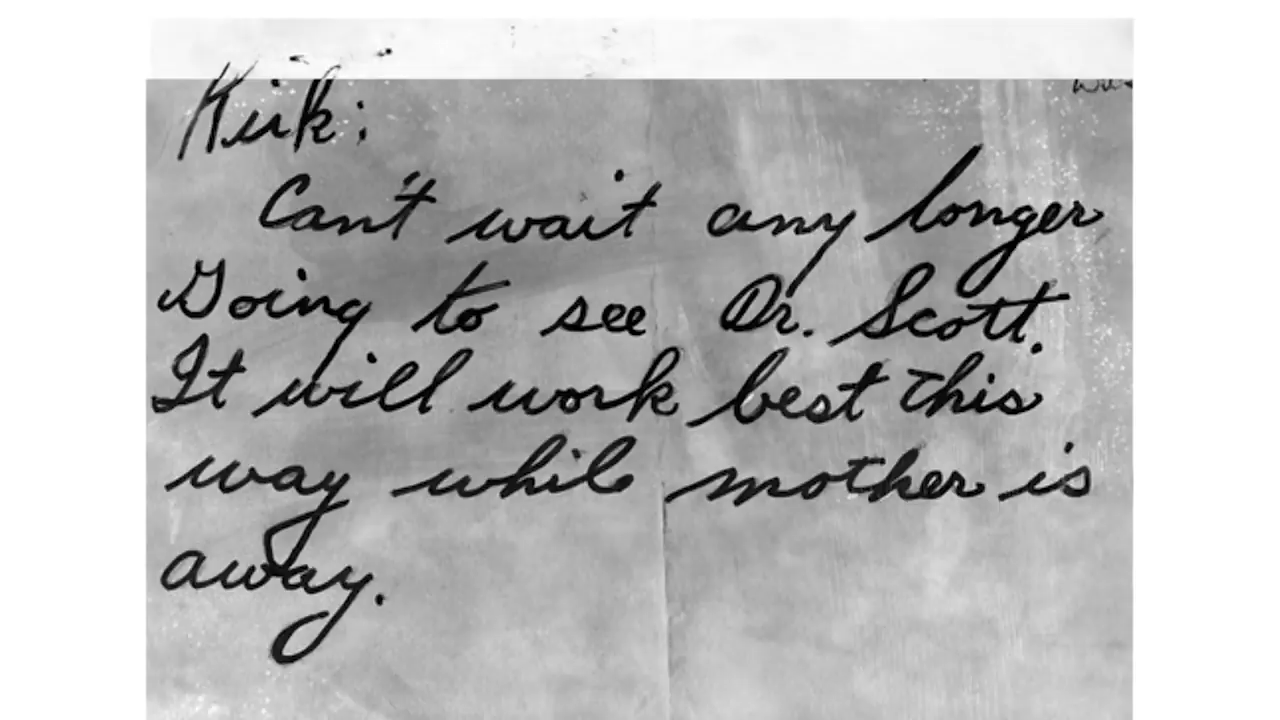 Kirk:
Can't wait any longer
Going to see Dr. Scott.
It will work best this
way while mother is
away.